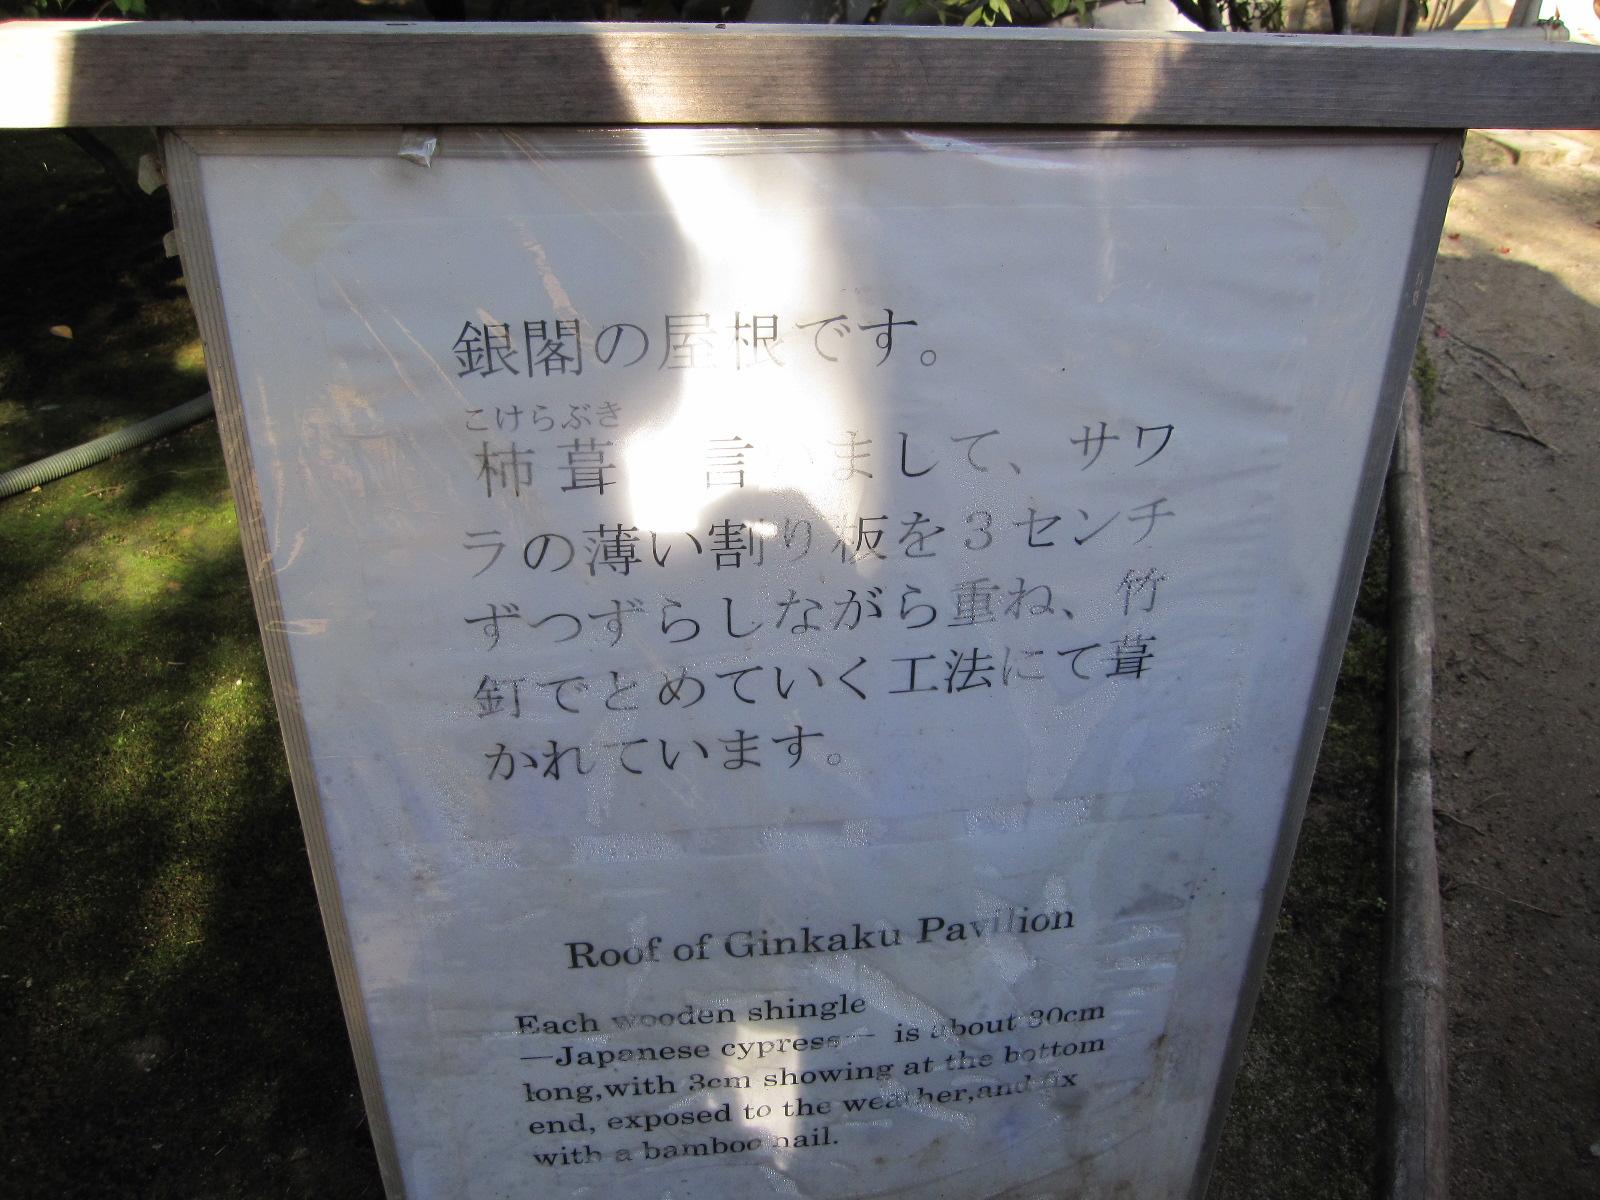 銀閣の屋根です。
こけらぶき
柿葺 言いまして、サワ
ラの薄い割り板を3センチ
ずつずらしながら重ね、竹
釘でとめていく工法にて葺
かれています。
Roof of Ginkaku Pavilion
Each wooden shingle
—Japanese cypress— is about 30cm
long,with 3cm showing at the bottom
end, exposed to the weather,and fix
with a bamboo nail.